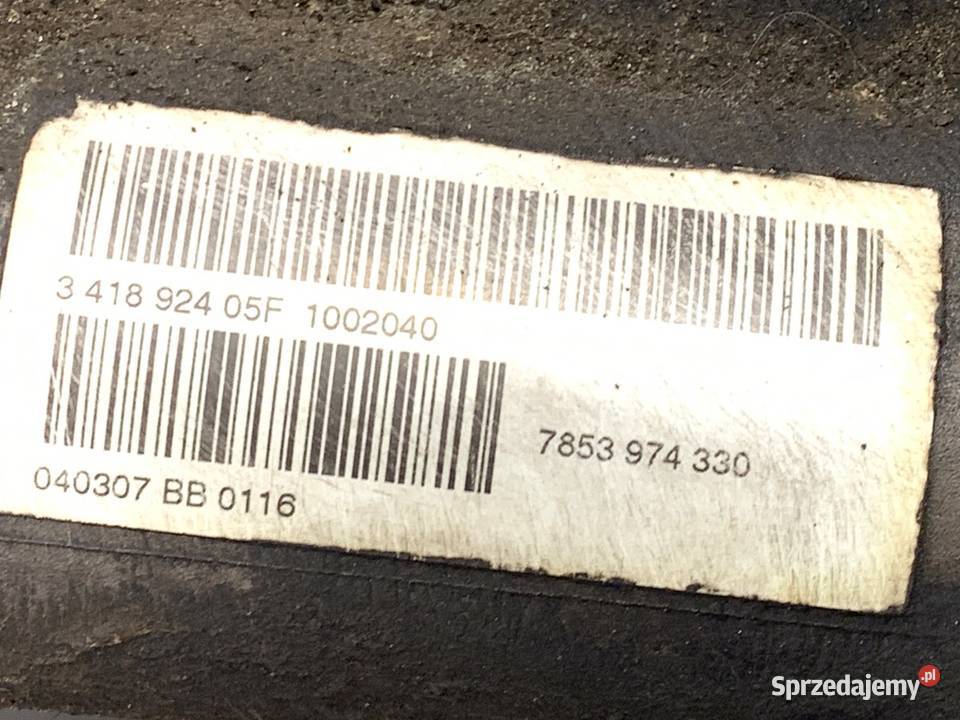 3 418 924 05F 1002040
7853 974 330
040307 BB 0116
Sprzedajemy.pl